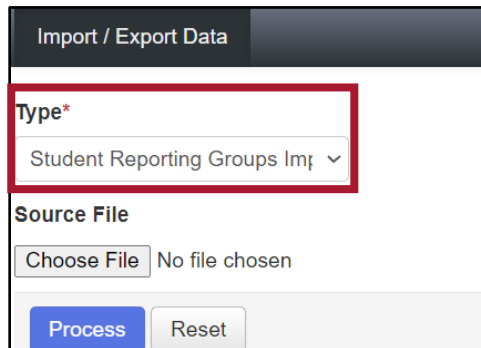 Import / Export Data
Type*
Student Reporting Groups Imp
Source File
Choose File No file chosen
Process Reset